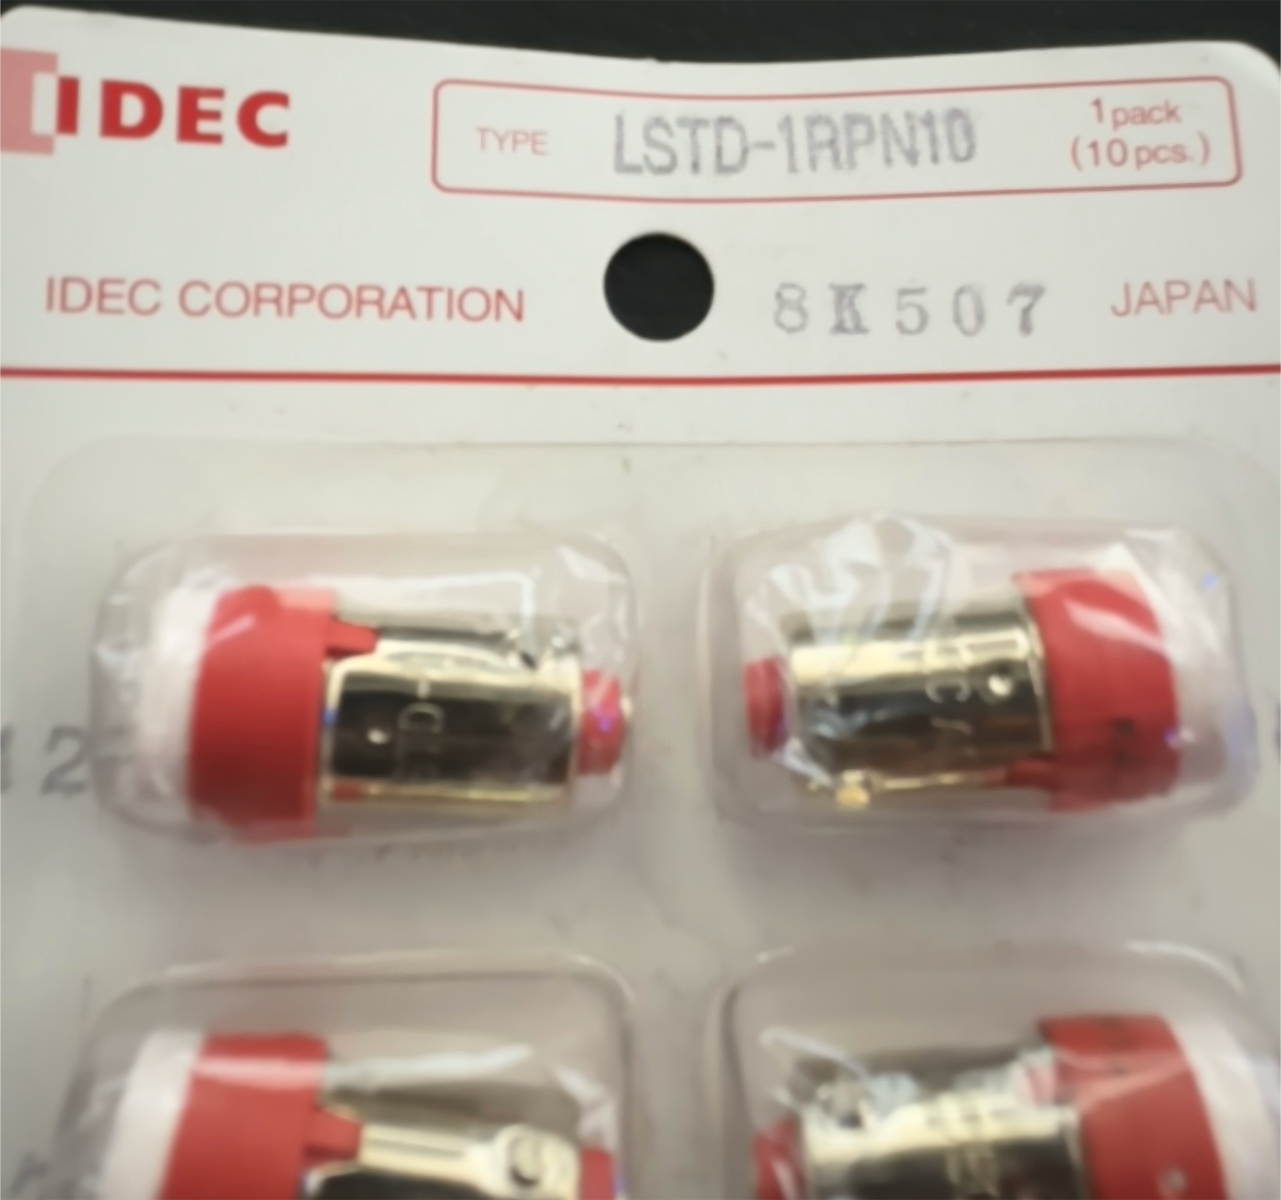 IDEC
TYPE LSTD-1RPN10 1 pack
(10 pcs.)
IDEC CORPORATION 8K507 JAPAN